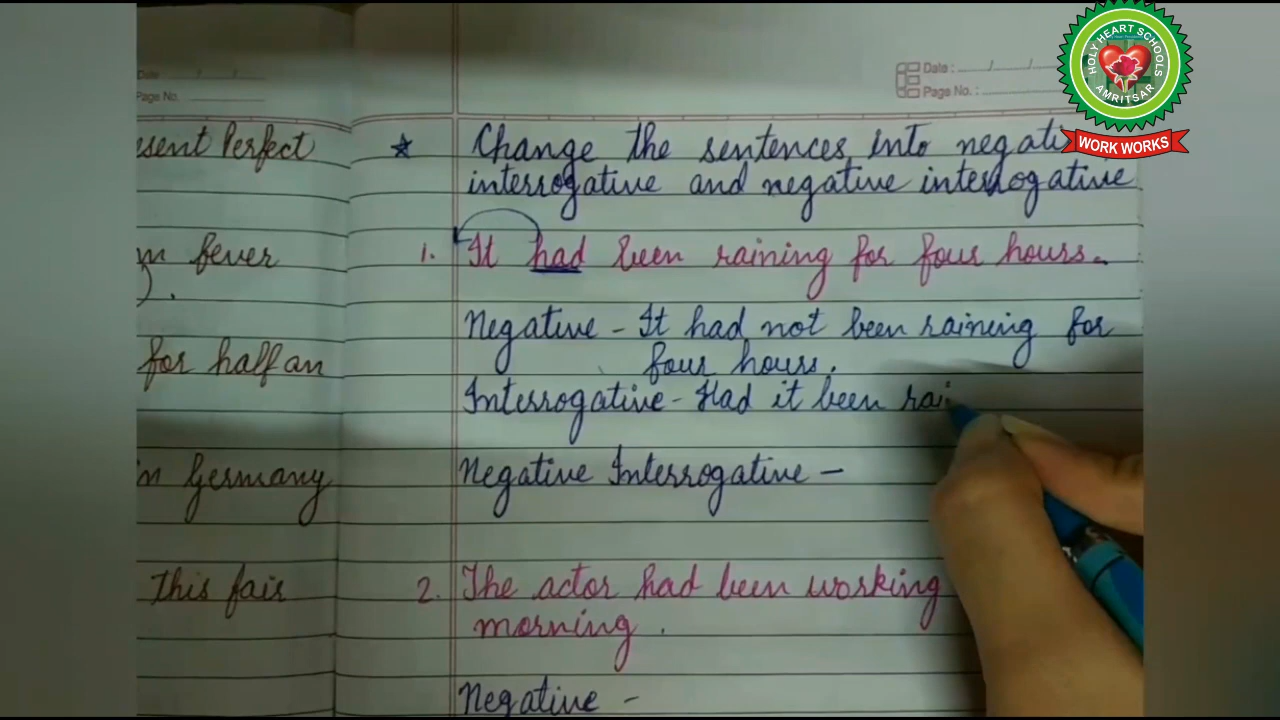 HOLY HEART SCHOOLS
AMRITSAR
WORK WORKS
Date : / /
Page No.
Date : / /
Page No. :
esent Perfect
fever
for half an
n Germany
this fair
★ Change the sentences into negati
interrogative and negative interrogative
1. It had been raining for four hours.
Negative - It had not been raining for
four hours.
Interrogative - Had it been rai
Negative Interrogative -
2. The actor had been working
morning.
Negative -